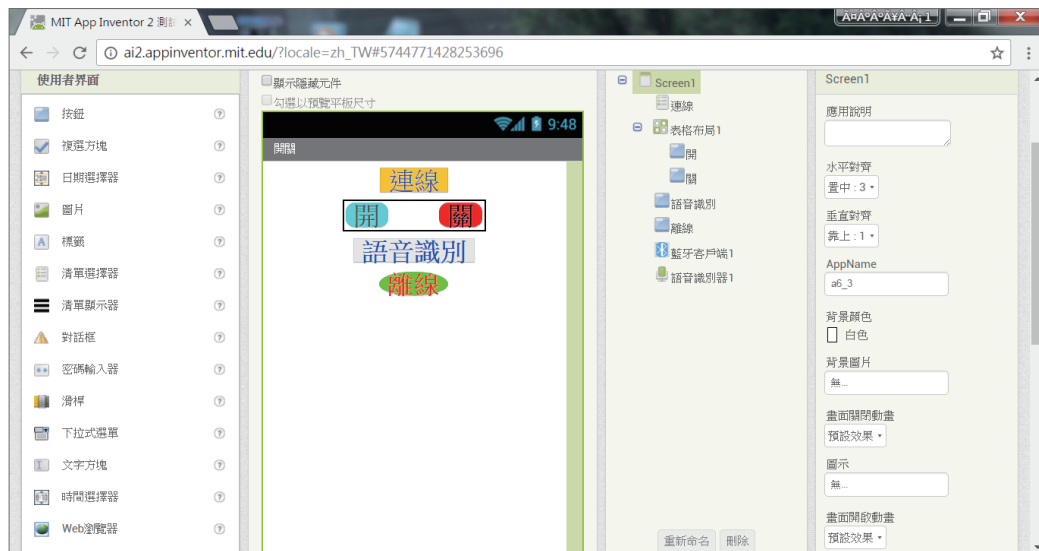 MIT App Inventor 2 測試
ai2.appinventor.mit.edu/?locale=zh_TW#5744771428253696
使用者界面
按鈕
複選方塊
日期選擇器
圖片
標籤
清單選擇器
清單顯示器
對話框
密碼輸入器
滑桿
下拉式選單
文字方塊
時間選擇器
Web瀏覽器
顯示隱藏元件
勾選以預覽平板尺寸
9:48
開關
連線
開
關
語音識別
離線
Screen1
連線
表格布局1
開
關
語音識別
離線
藍牙客戶端1
語音識別器1
重新命名 刪除
Screen1
應用說明
水平對齊
置中 : 3
垂直對齊
靠上 : 1
AppName
a6_3
背景顏色
白色
背景圖片
無...
畫面關閉動畫
預設效果
圖示
無...
畫面開啟動畫
預設效果